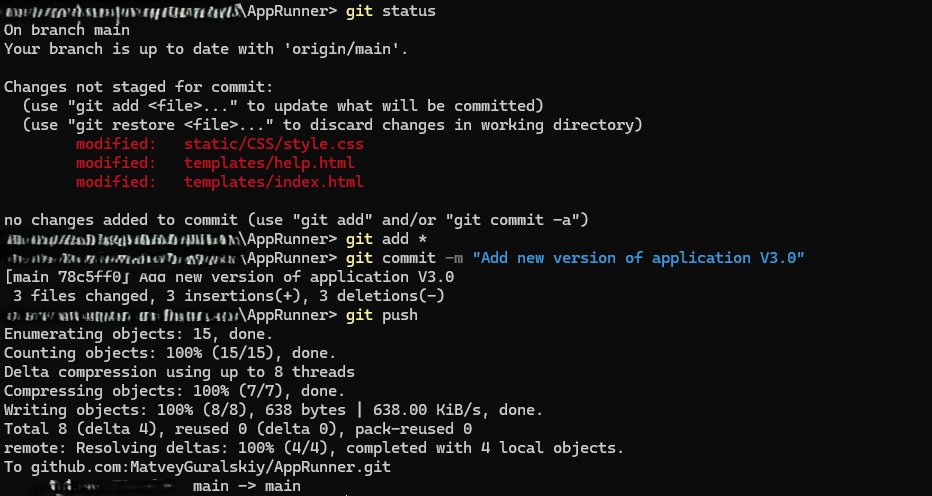 \AppRunner> git status
On branch main
Your branch is up to date with 'origin/main'.
Changes not staged for commit:
(use "git add <file>..." to update what will be committed)
(use "git restore <file>..." to discard changes in working directory)
modified: static/CSS/style.css
modified: templates/help.html
modified: templates/index.html
no changes added to commit (use "git add" and/or "git commit -a")
\AppRunner> git add *
\AppRunner> git commit -m "Add new version of application V3.0"
[main 78c5ff0] Add new version of application V3.0
3 files changed, 3 insertions(+), 3 deletions(-)
\AppRunner> git push
Enumerating objects: 15, done.
Counting objects: 100% (15/15), done.
Delta compression using up to 8 threads
Compressing objects: 100% (7/7), done.
Writing objects: 100% (8/8), 638 bytes | 638.00 KiB/s, done.
Total 8 (delta 4), reused 0 (delta 0), pack-reused 0
remote: Resolving deltas: 100% (4/4), completed with 4 local objects.
To github.com:MatveyGuralskiy/AppRunner.git
main -> main